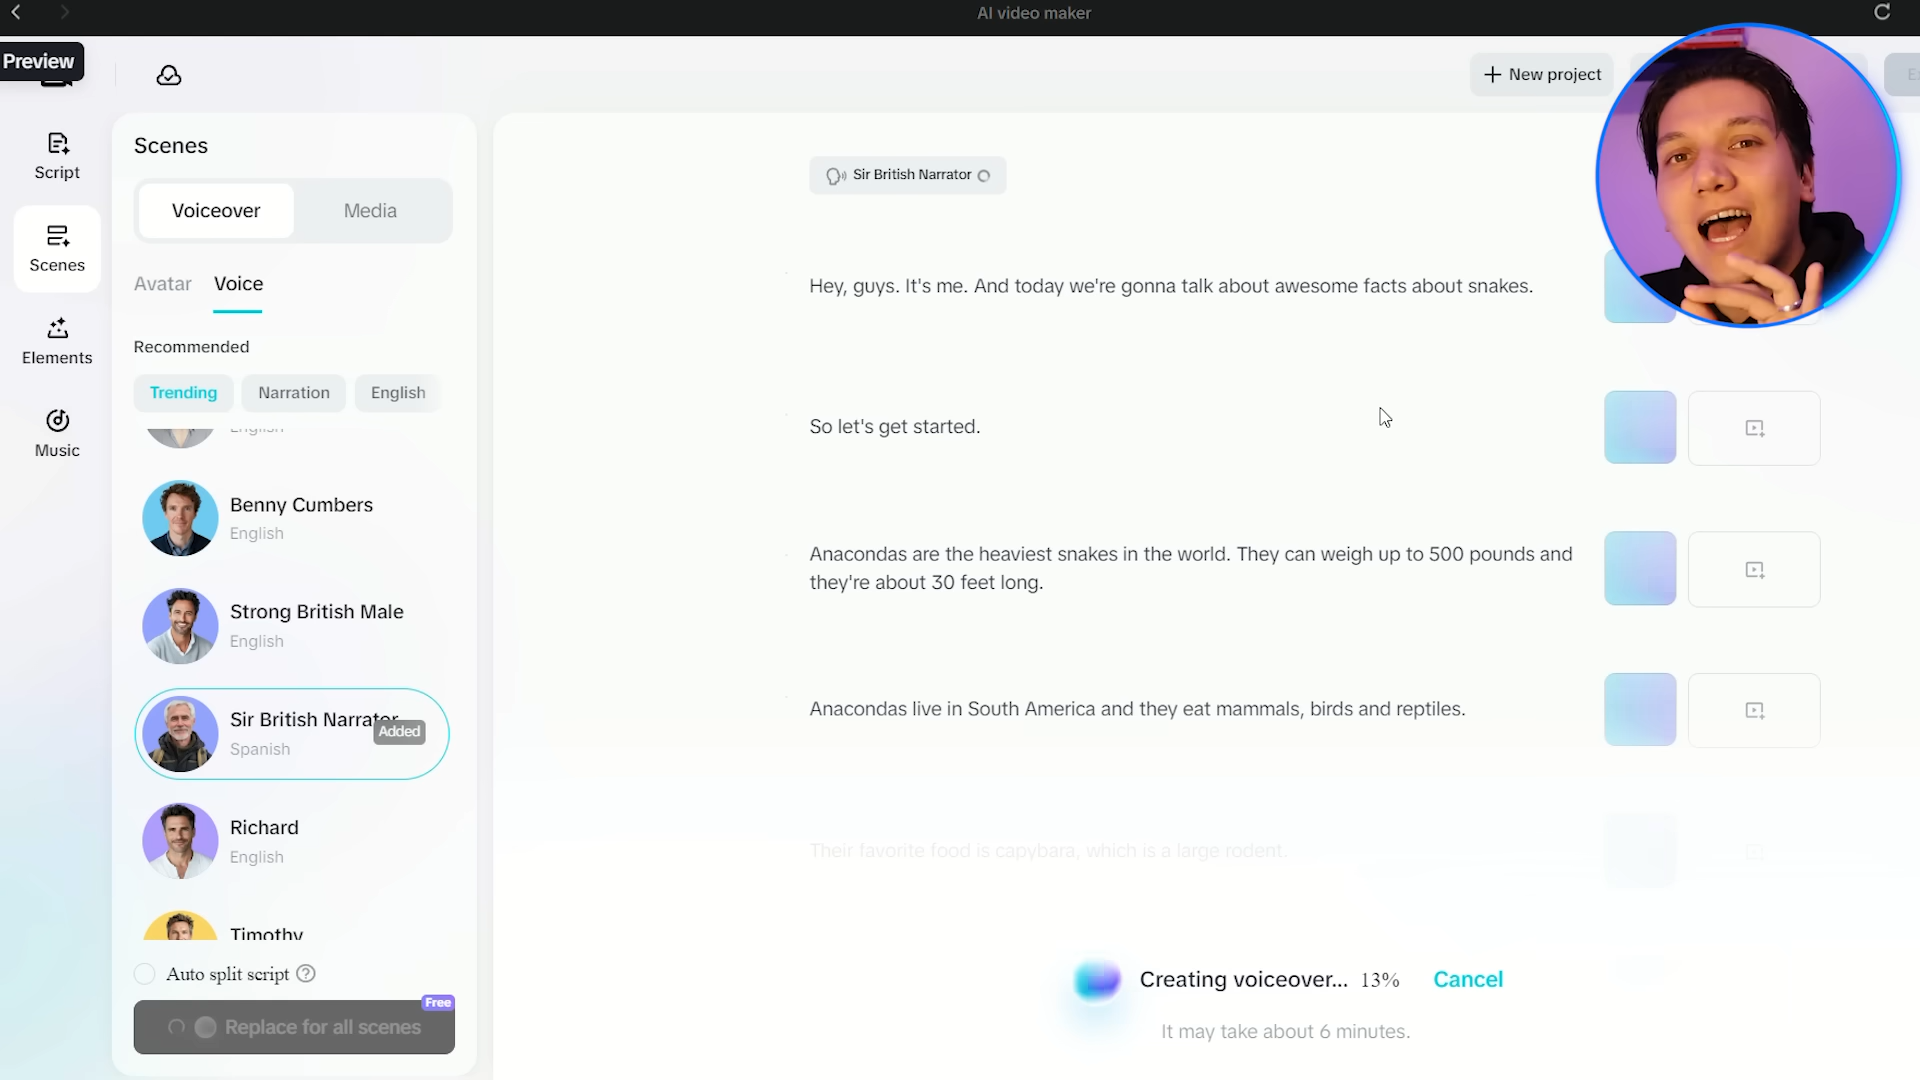 AI video maker
Preview
New project
Script
Scenes
Elements
Music
Scenes
Voiceover
Media
Avatar
Voice
Recommended
Trending
Narration
English
English
Benny Cumbers
English
Strong British Male
English
Sir British Narrator
Added
Spanish
Richard
English
Timothy
Auto split script
Free
Replace for all scenes
Sir British Narrator
Hey, guys. It's me. And today we're gonna talk about awesome facts about snakes.
So let's get started.
Anacondas are the heaviest snakes in the world. They can weigh up to 500 pounds and
they're about 30 feet long.
Anacondas live in South America and they eat mammals, birds and reptiles.
Their favorite food is capybara, which is a large rodent.
Creating voiceover... 13%
Cancel
It may take about 6 minutes.